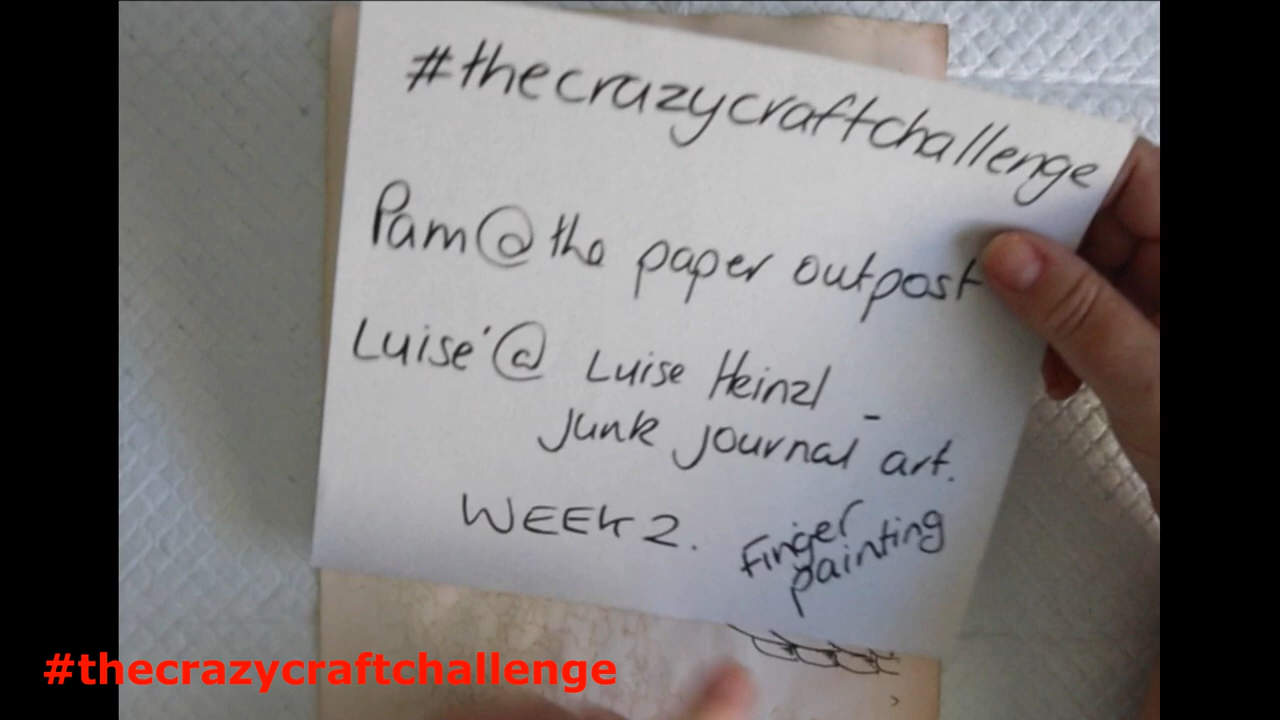 #thecrazycraftchallenge
Pam@the paper outpost
Luise'@ Luise Heinzl -
Junk journal art.
WEEK 2.
Finger
painting
#thecrazycraftchallenge